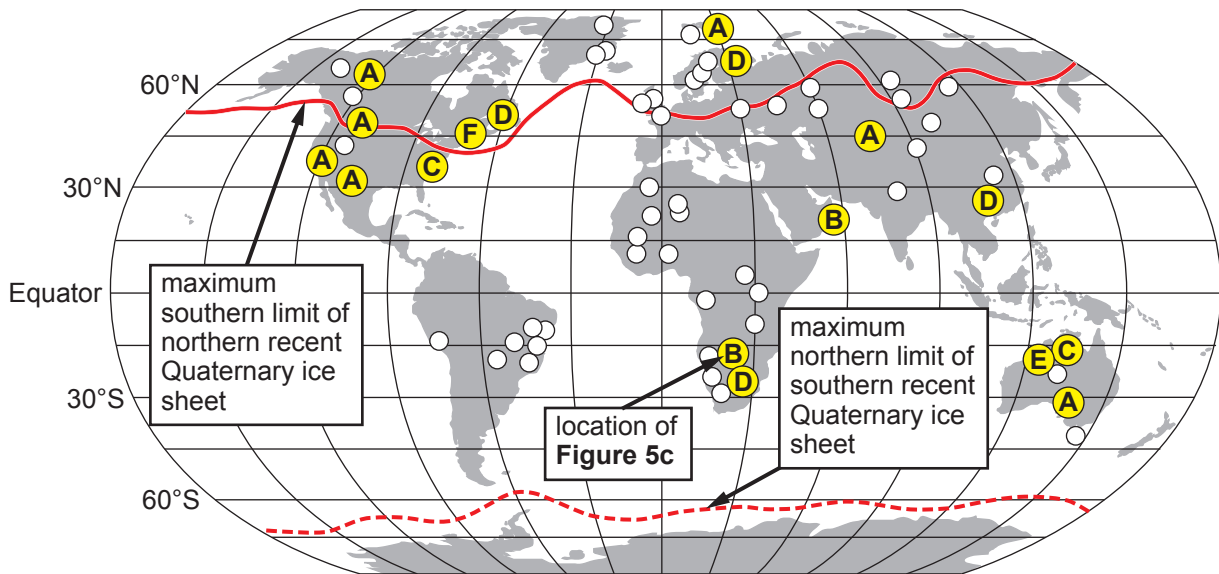 A
D
60°N
A
A
D
F
A
C
A
A
30°N
D
B
maximum
southern limit of
northern recent
Quaternary ice
sheet
Equator
maximum
northern limit of
southern recent
Quaternary ice
sheet
B
D
E
C
A
30°S
location of
Figure 5c
60°S